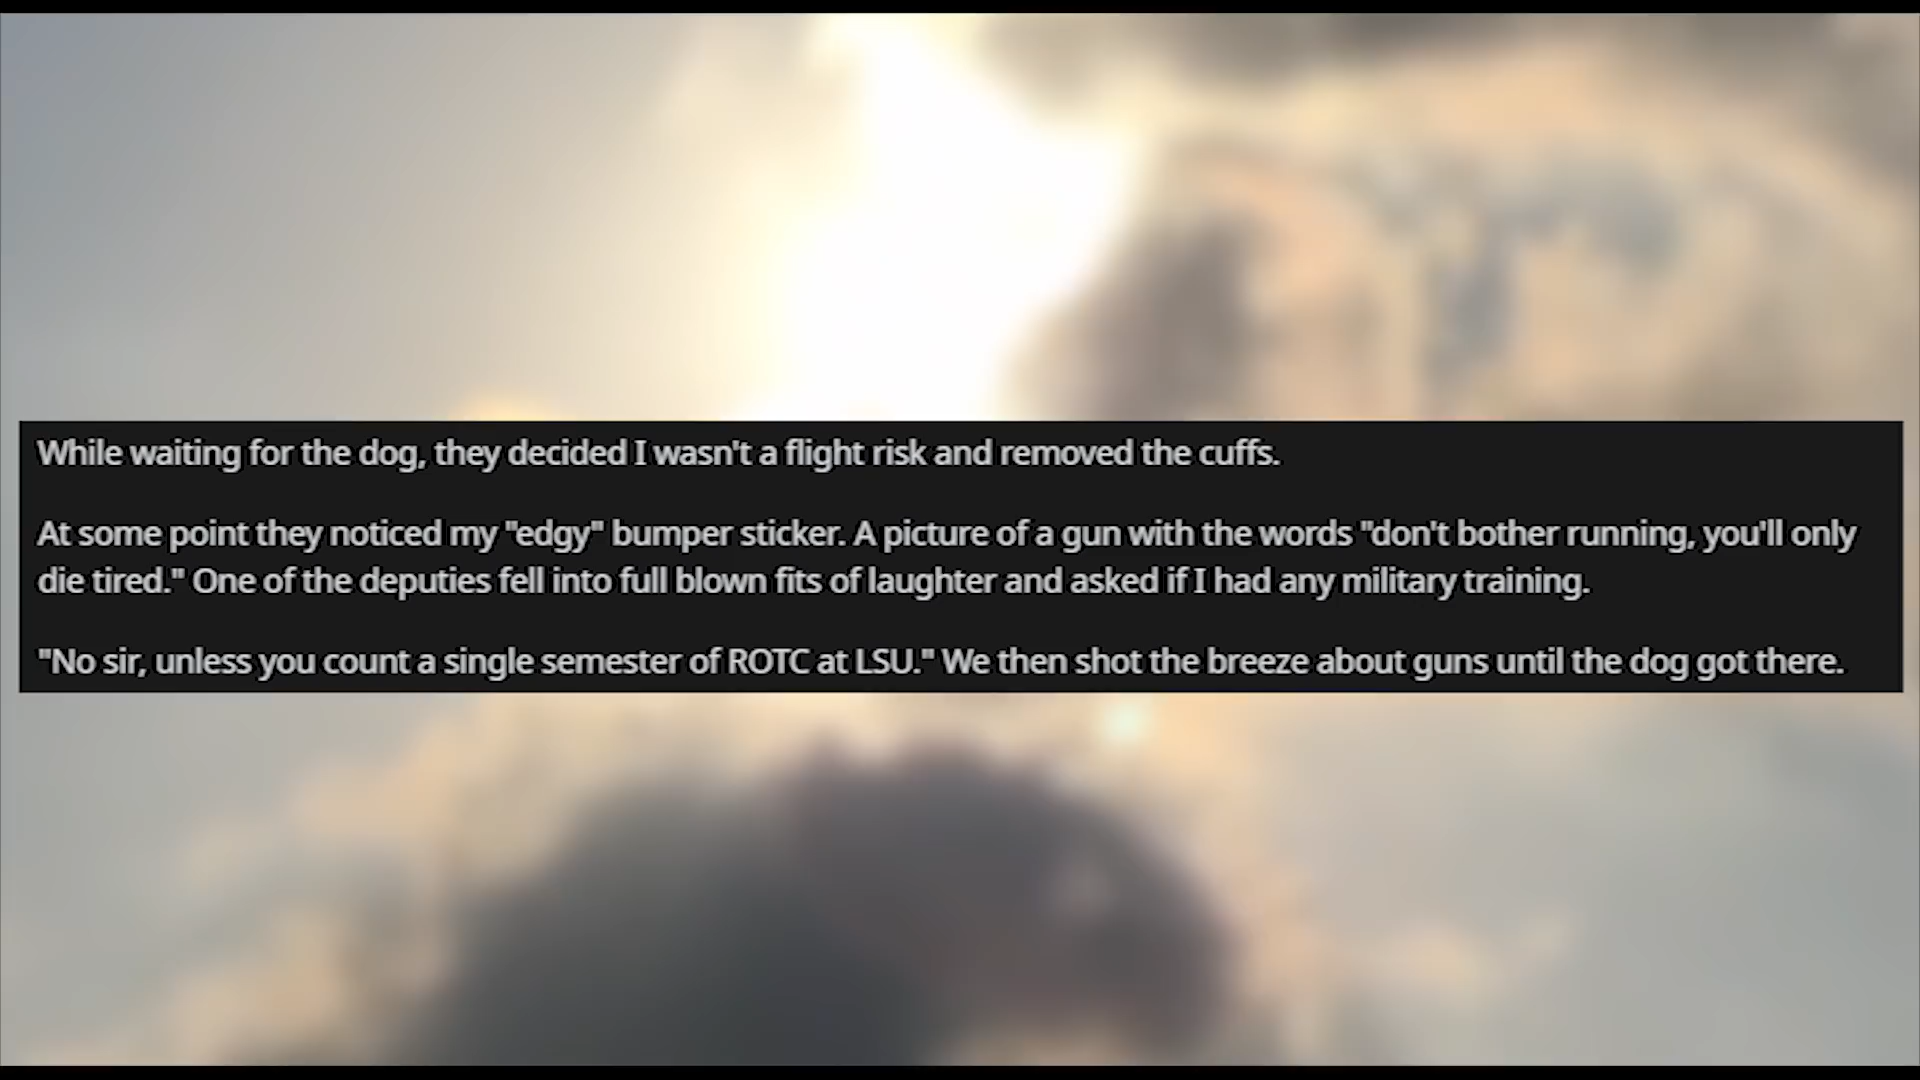 While waiting for the dog, they decided I wasn't a flight risk and removed the cuffs.
At some point they noticed my "edgy" bumper sticker. A picture of a gun with the words "don't bother running, you'll only
die tired." One of the deputies fell into full blown fits of laughter and asked if I had any military training.
"No sir, unless you count a single semester of ROTC at LSU." We then shot the breeze about guns until the dog got there.